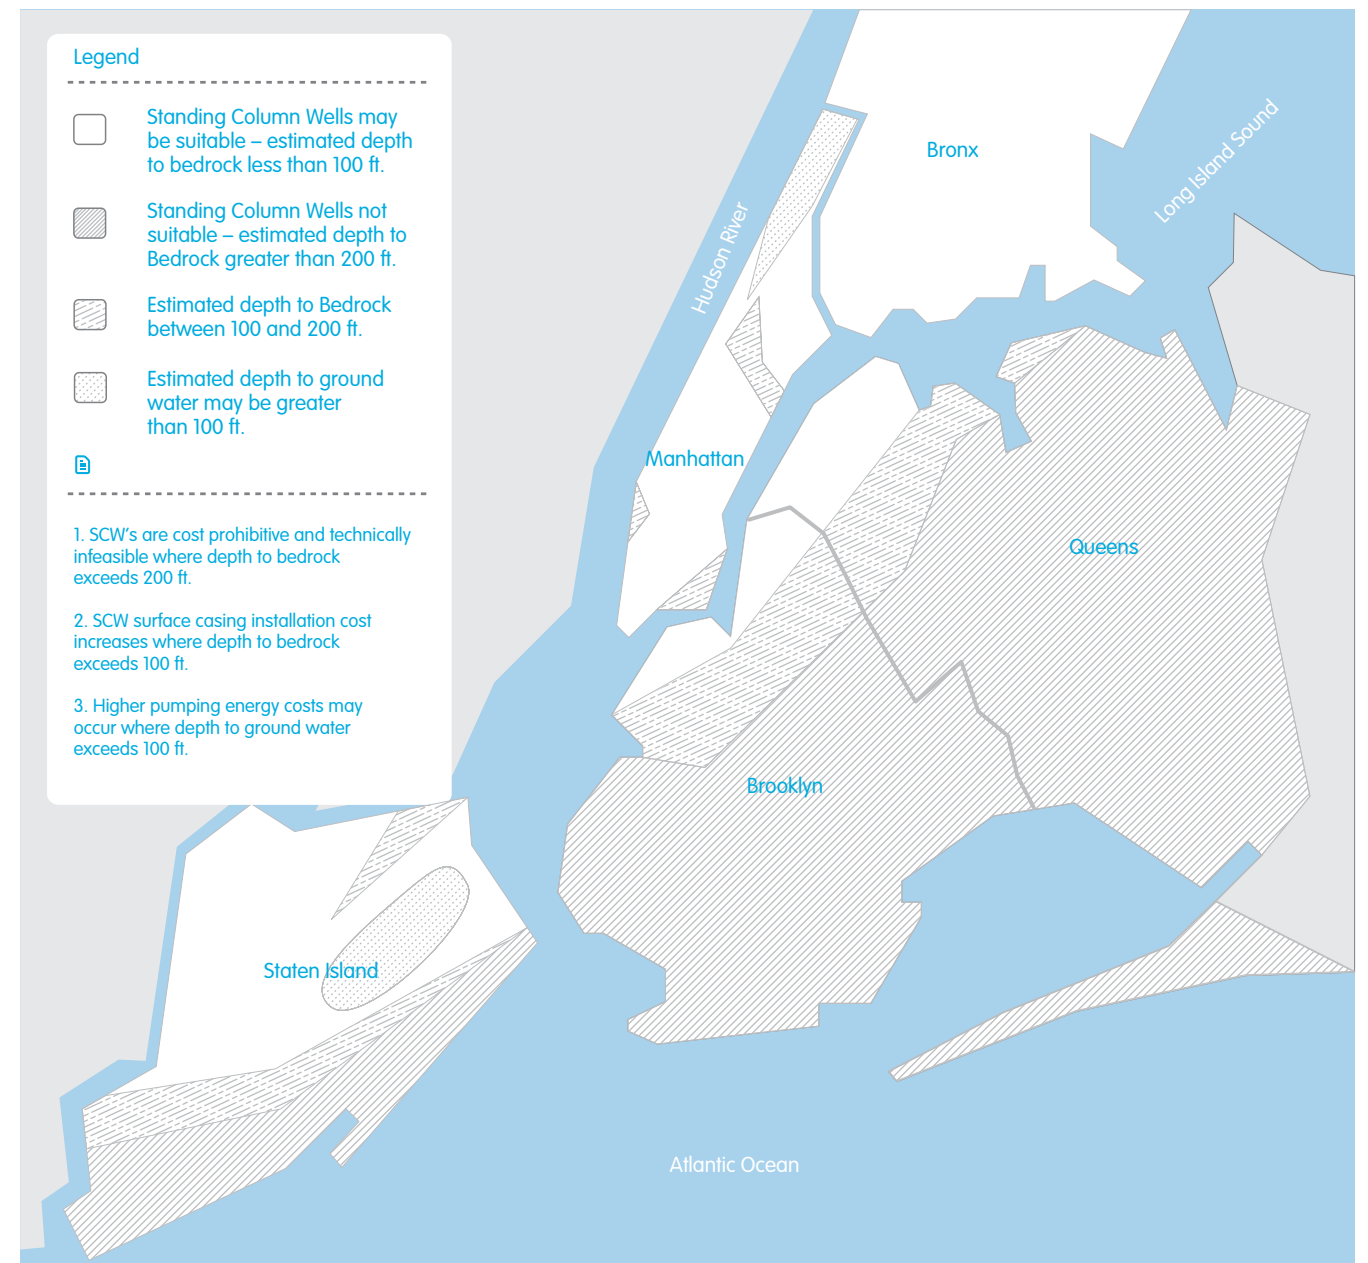 Legend
Standing Column Wells may
be suitable – estimated depth
to bedrock less than 100 ft.
Standing Column Wells not
suitable – estimated depth to
Bedrock greater than 200 ft.
Estimated depth to Bedrock
between 100 and 200 ft.
Estimated depth to ground
water may be greater
than 100 ft.
1. SCW's are cost prohibitive and technically
infeasible where depth to bedrock
exceeds 200 ft.
2. SCW surface casing installation cost
increases where depth to bedrock
exceeds 100 ft.
3. Higher pumping energy costs may
occur where depth to ground water
exceeds 100 ft.
Bronx
Long Island Sound
Hudson River
Manhattan
Queens
Brooklyn
Staten Island
Atlantic Ocean